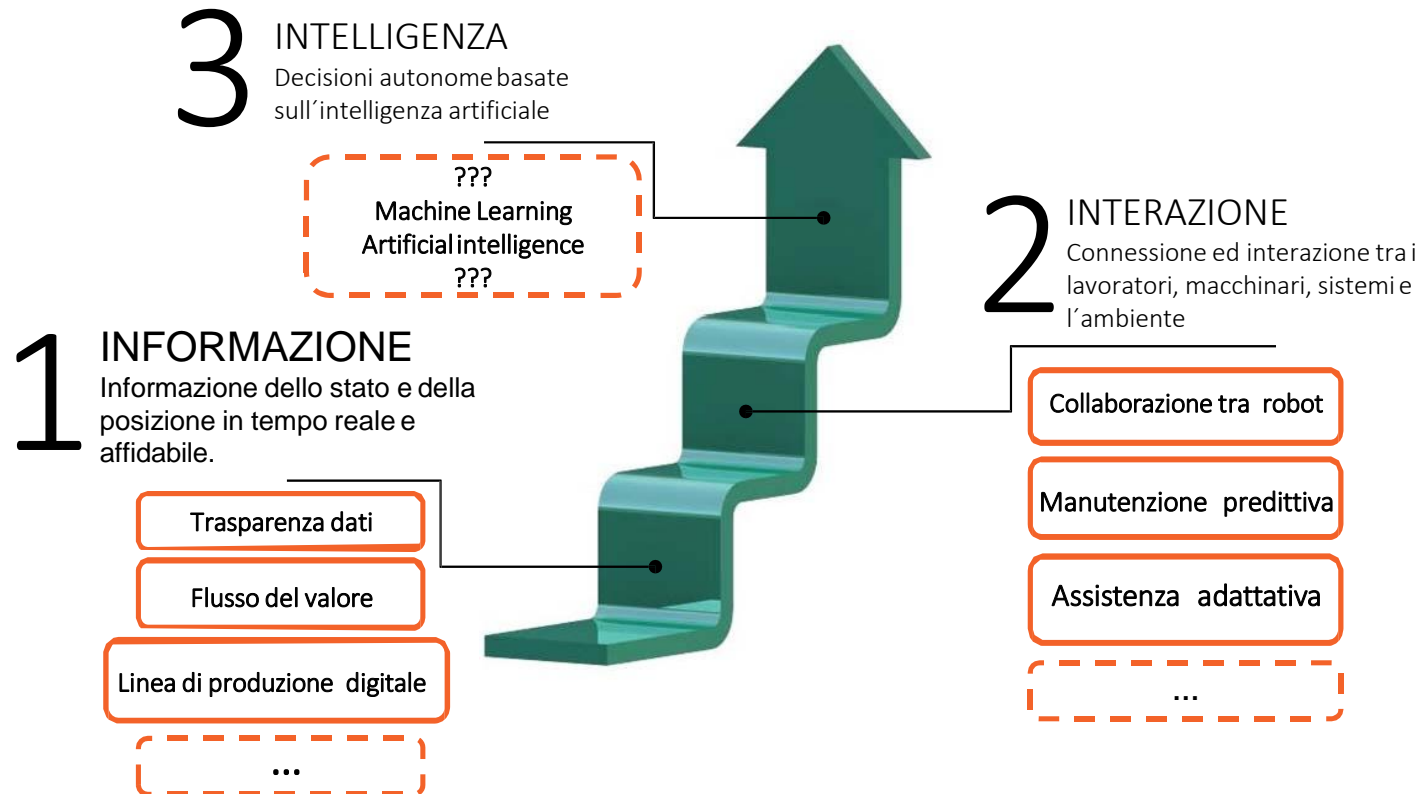 3
INTELLIGENZA
Decisioni autonome basate
sull´intelligenza artificiale
???
Machine Learning
Artificial intelligence
???
2
INTERAZIONE
Connessione ed interazione tra i
lavoratori, macchinari, sistemi e
l´ambiente
Collaborazione tra robot
Manutenzione predittiva
Assistenza adattativa
...
1
INFORMAZIONE
Informazione dello stato e della
posizione in tempo reale e
affidabile.
Trasparenza dati
Flusso del valore
Linea di produzione digitale
...